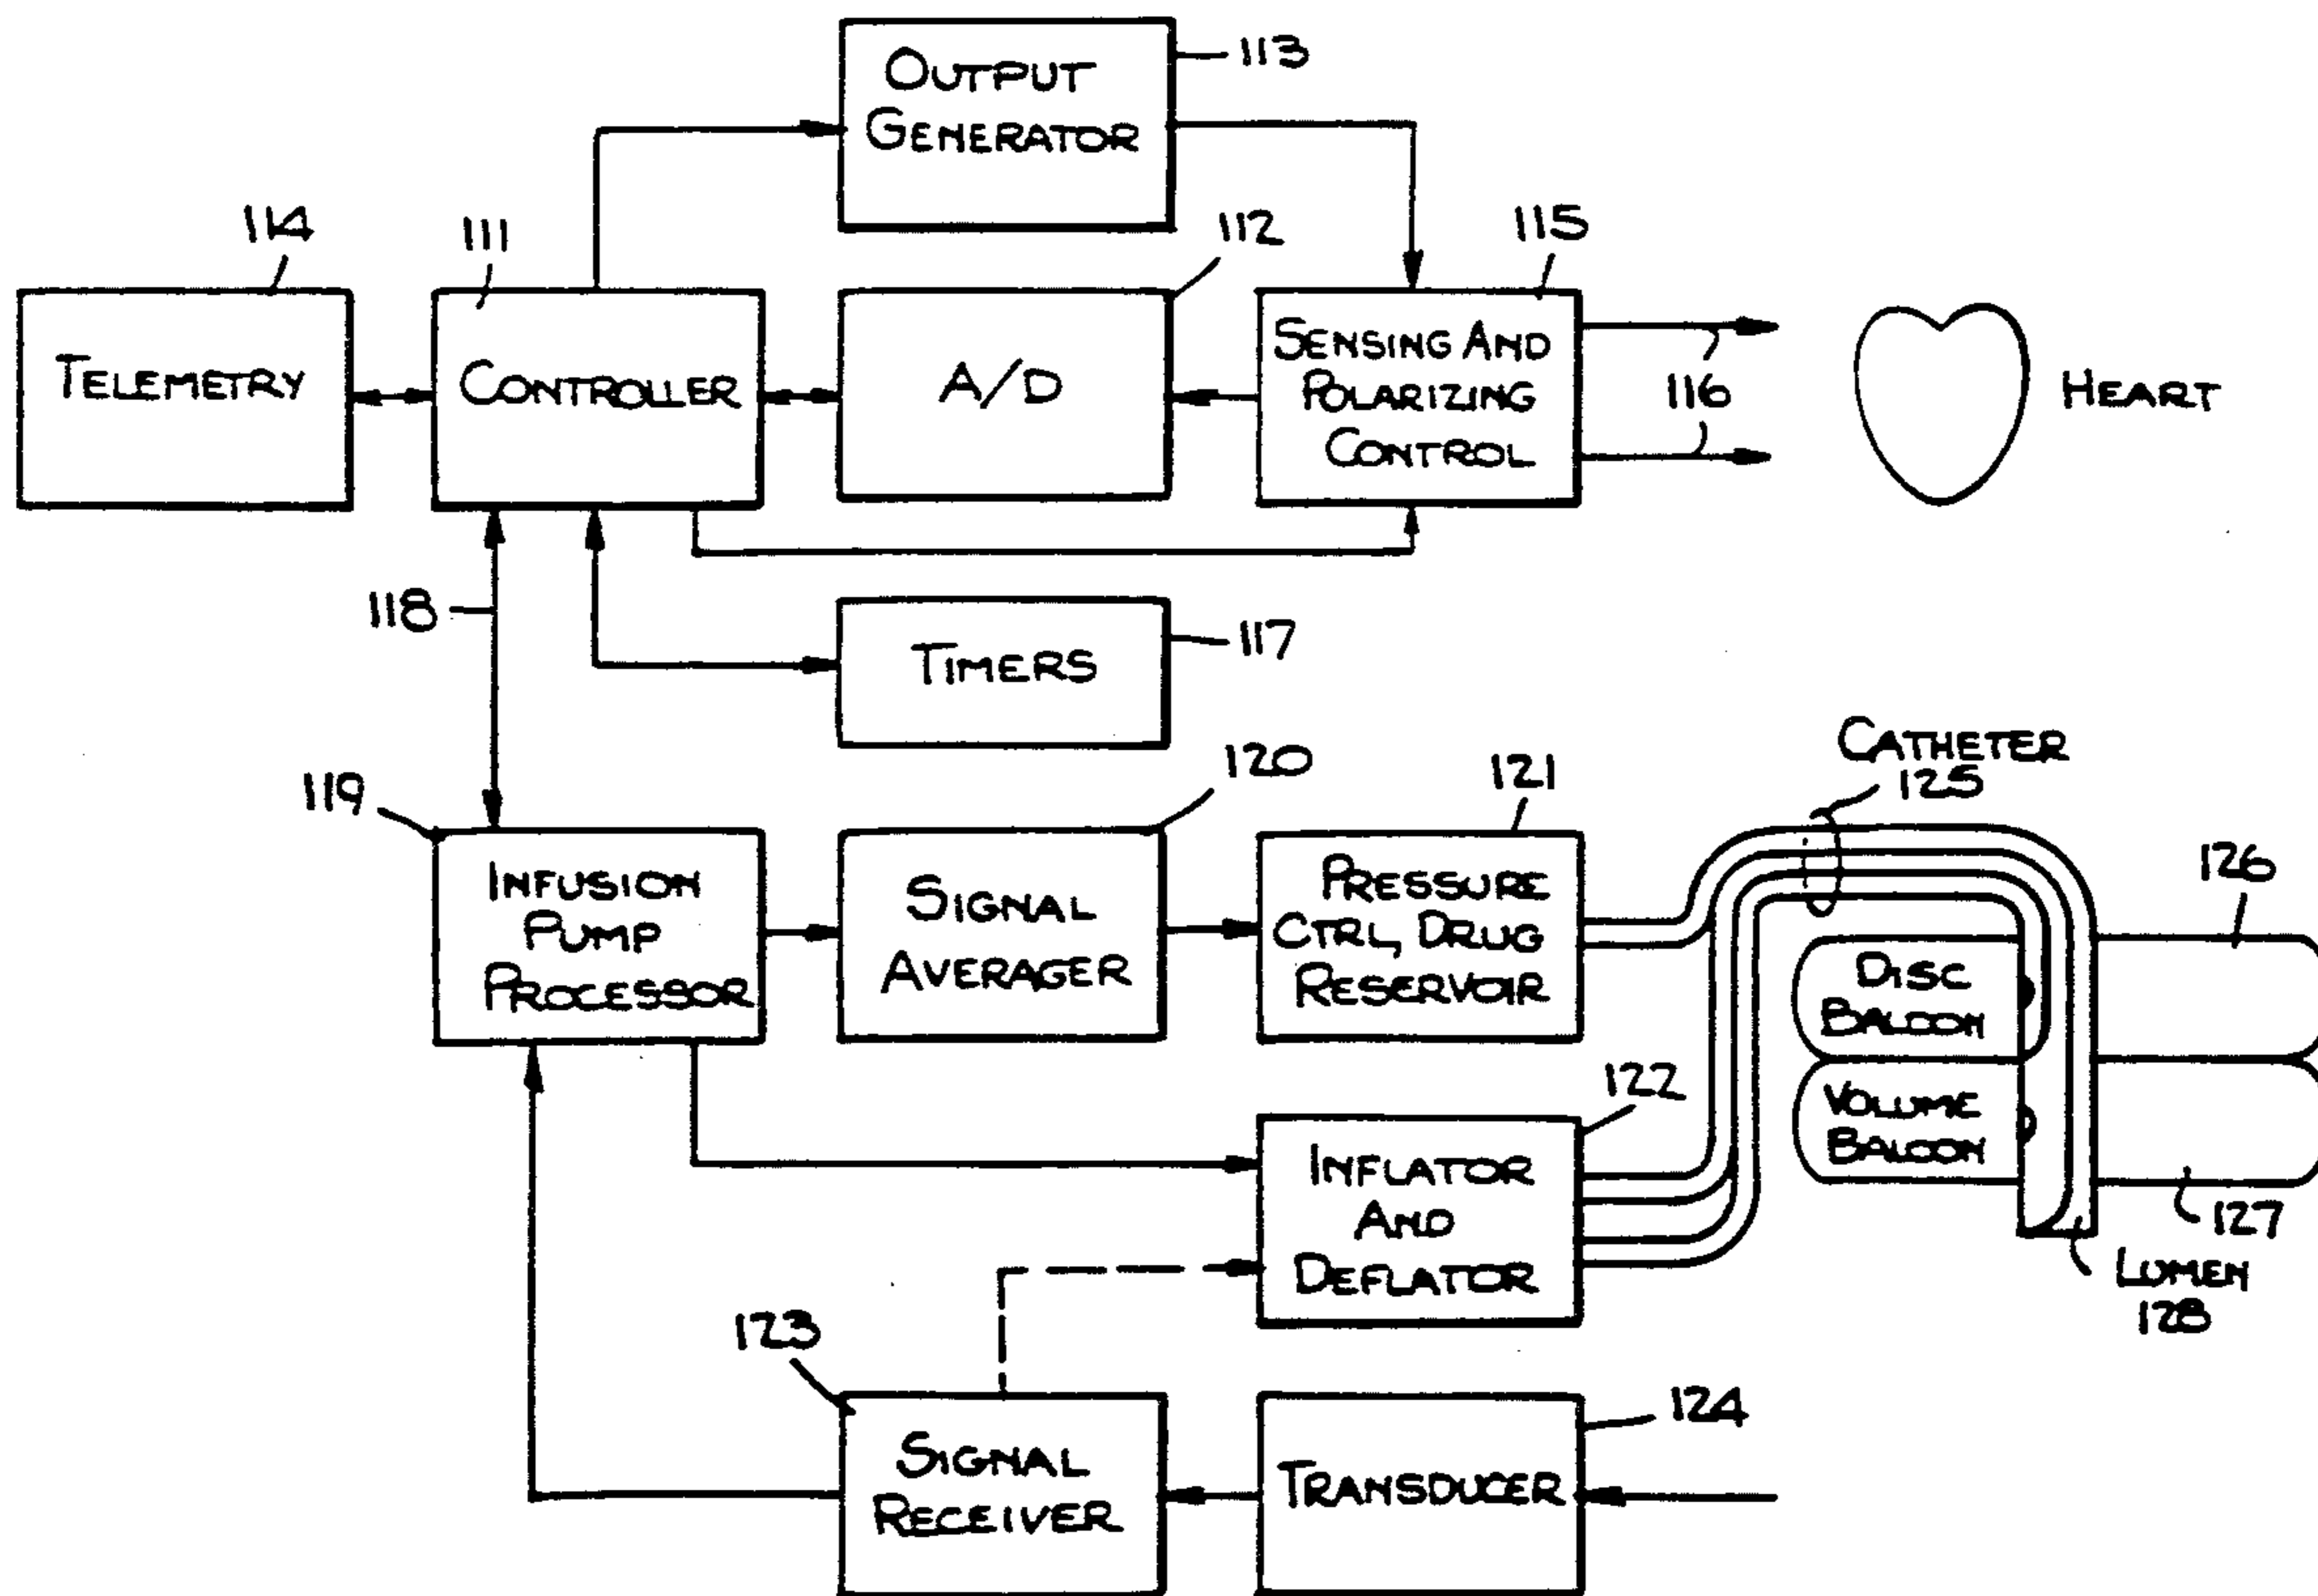 OUTPUT
GENERATOR
113
114
TELEMETRY
111
CONTROLLER
112
A/D
115
SENSING AND
POLARIZING
CONTROL
116
HEART
118
TIMERS
117
119
INFUSION
PUMP
PROCESSOR
120
SIGNAL
AVERAGER
121
PRESSURE
CTRL, DRUG
RESERVOIR
CATHETER
125
126
DISC
BALOON
VOLUME
BALOON
127
LUMEN
128
122
INFLATOR
AND
DEFLATOR
123
SIGNAL
RECEIVER
124
TRANSDUCER